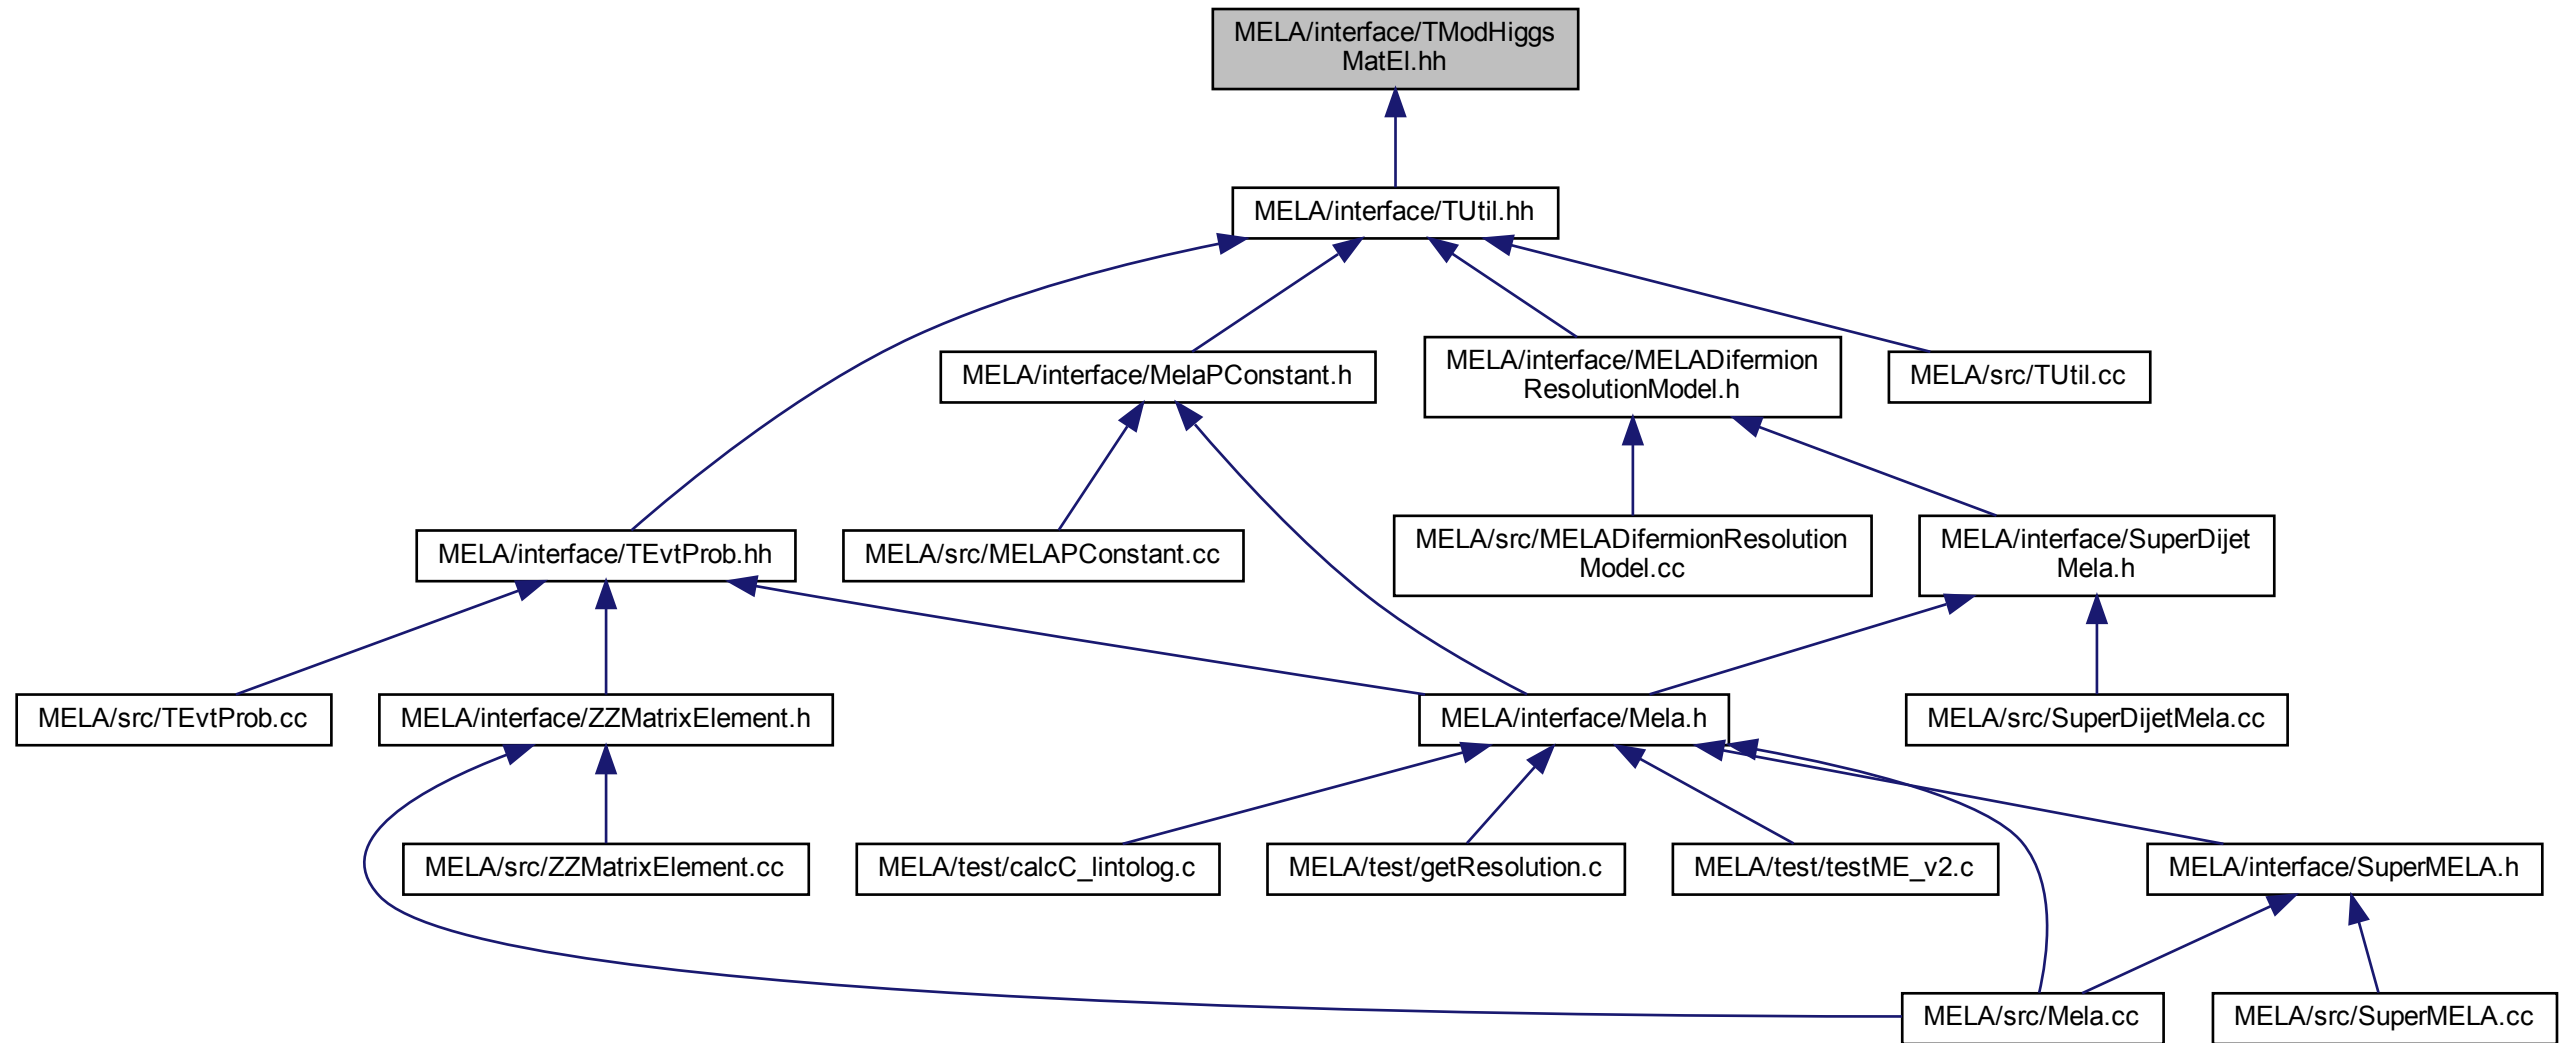 MELA/interface/TModHiggs
MatEl.hh
MELA/interface/TUtil.hh
MELA/interface/MelaPConstant.h
MELA/interface/MELADifermion
ResolutionModel.h
MELA/src/TUtil.cc
MELA/interface/TEvtProb.hh
MELA/src/MELAPConstant.cc
MELA/src/MELADifermionResolution
Model.cc
MELA/interface/SuperDijet
Mela.h
MELA/src/TEvtProb.cc
MELA/interface/ZZMatrixElement.h
MELA/interface/Mela.h
MELA/src/SuperDijetMela.cc
MELA/src/ZZMatrixElement.cc
MELA/test/calcC_lintolog.c
MELA/test/getResolution.c
MELA/test/testME_v2.c
MELA/interface/SuperMELA.h
MELA/src/Mela.cc
MELA/src/SuperMELA.cc